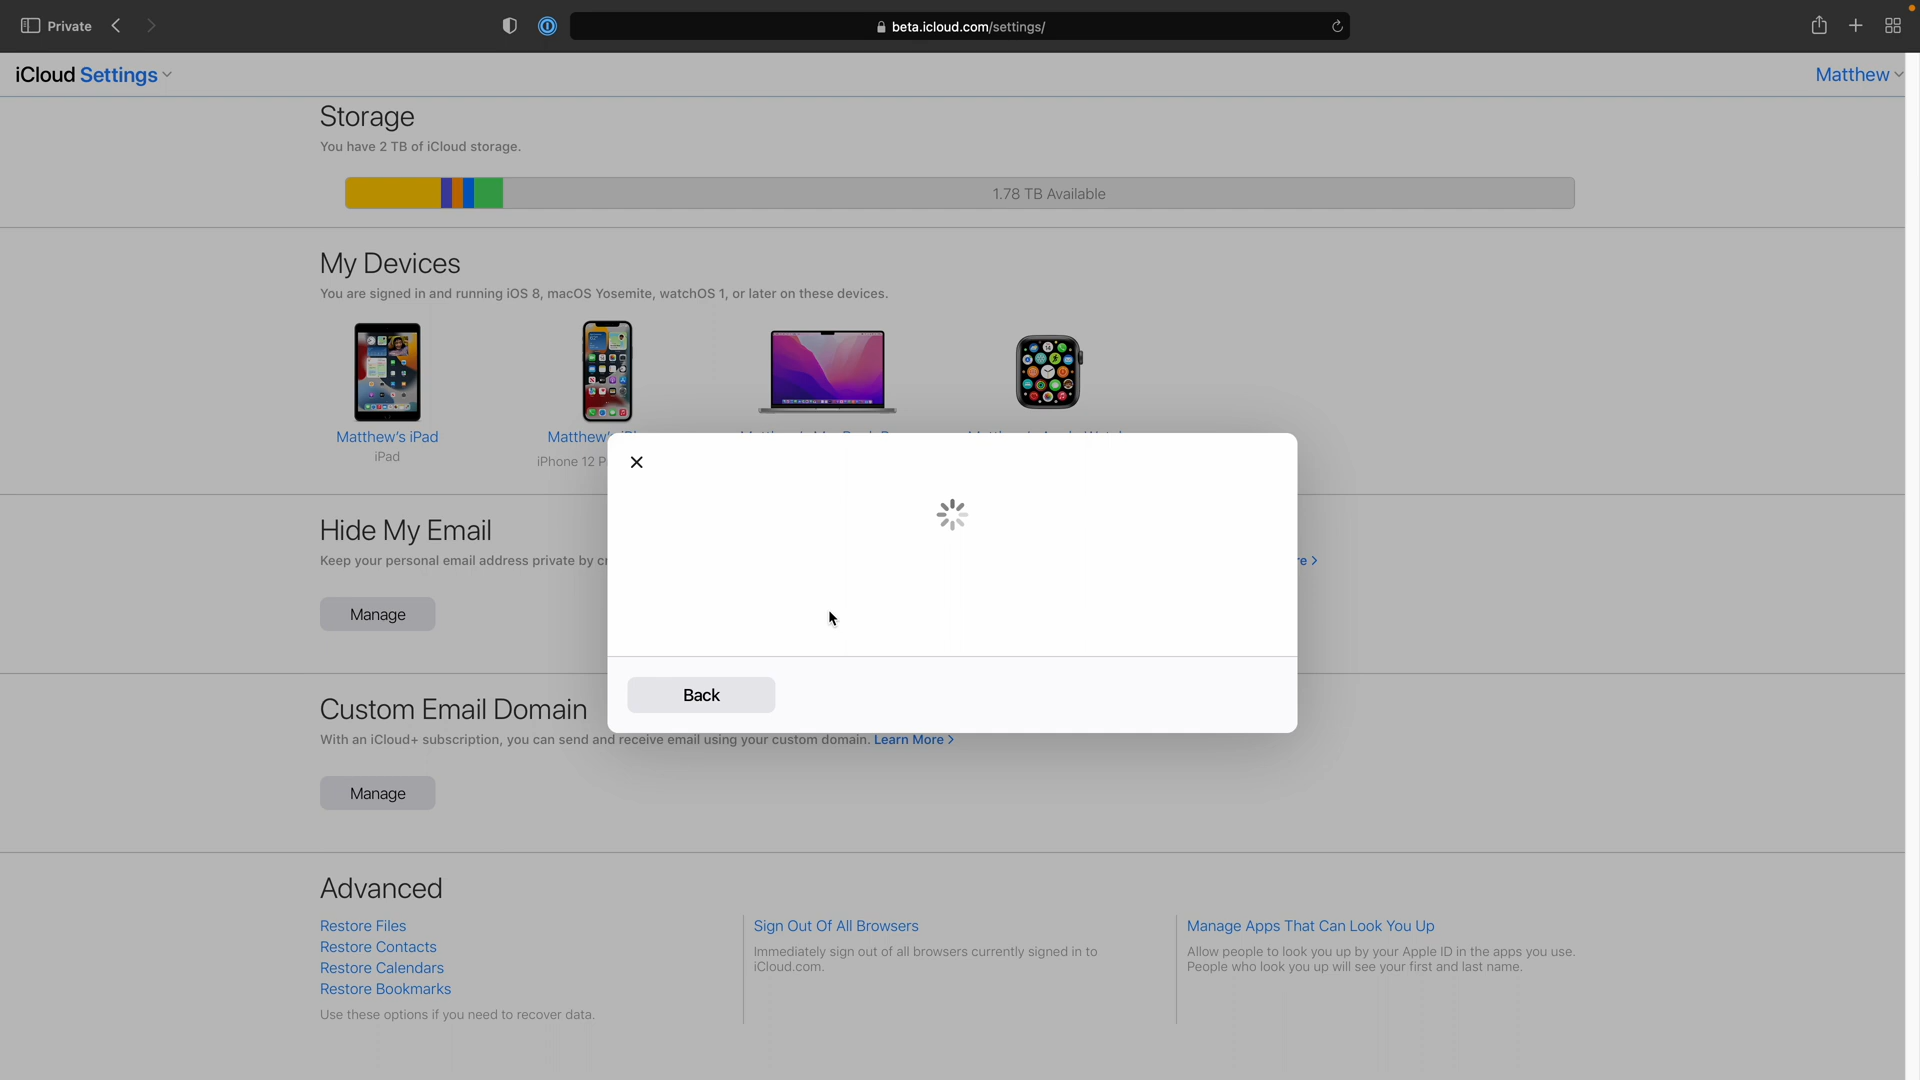 Private
beta.icloud.com/settings/
iCloud Settings
Matthew
Storage
You have 2 TB of iCloud storage.
1.78 TB Available
My Devices
You are signed in and running iOS 8, macOS Yosemite, watchOS 1, or later on these devices.
Matthew's iPad
iPad
Matthew's
iPhone 12
Hide My Email
Keep your personal email address private by
Manage
Back
Custom Email Domain
With an iCloud+ subscription, you can send and receive email using your custom domain. Learn More >
Manage
Advanced
Restore Files
Restore Contacts
Restore Calendars
Restore Bookmarks
Use these options if you need to recover data.
Sign Out Of All Browsers
Immediately sign out of all browsers currently signed in to
iCloud.com.
Manage Apps That Can Look You Up
Allow people to look you up by your Apple ID in the apps you use.
People who look you up will see your first and last name.